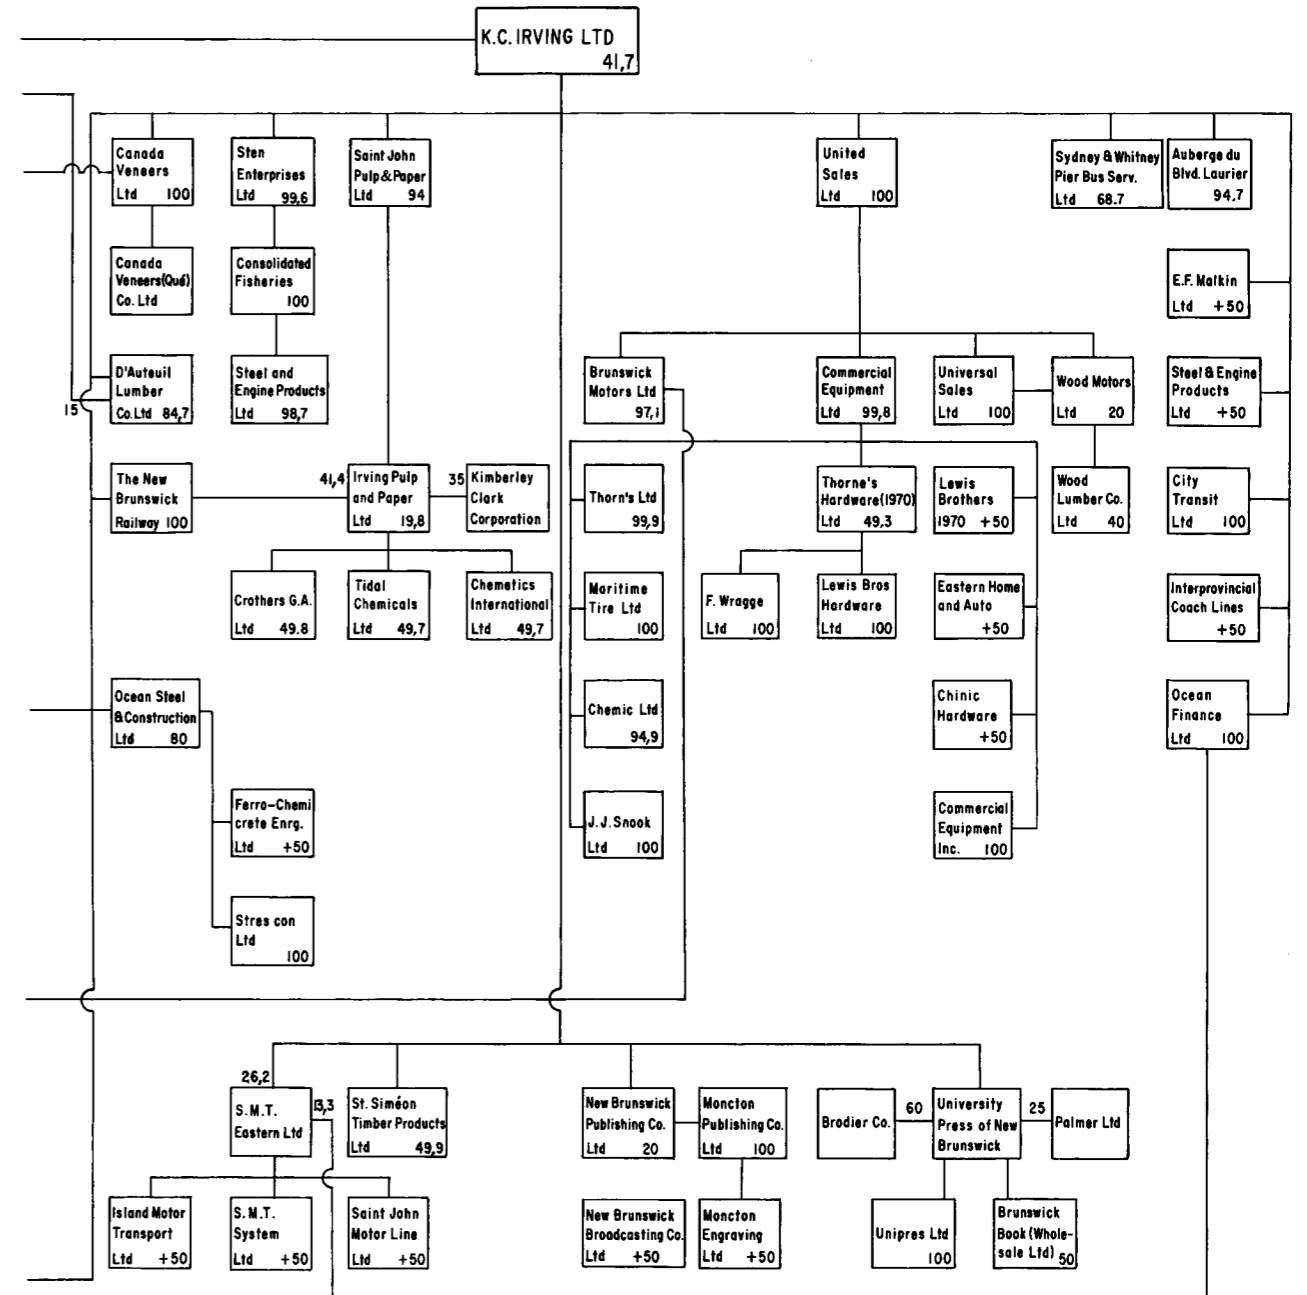 K.C. IRVING LTD
41,7
Canada
Veneers
Ltd 100
Sten
Enterprises
Ltd 99,6
Saint John
Pulp & Paper
Ltd 94
United
Sales
Ltd 100
Sydney & Whitney
Pier Bus Serv.
Ltd 68.7
Auberge du
Blvd. Laurier
94,7
Canada
Veneers (Qué)
Co. Ltd
Consolidated
Fisheries
100
E.F. Malkin
Ltd +50
D'Auteuil
Lumber
Co. Ltd 84,7
15
Steel and
Engine Products
Ltd 98,7
Brunswick
Motors Ltd
97,1
Commercial
Equipment
Ltd 99,8
Universal
Sales
Ltd 100
Wood Motors
Ltd 20
Steel & Engine
Products
Ltd +50
The New
Brunswick
Railway 100
41,4
Irving Pulp
and Paper
Ltd 19,8
35
Kimberley
Clark
Corporation
Thorn's Ltd
99,9
Thorne's
Hardware (1970)
Ltd 49,3
Lewis
Brothers
1970 +50
Wood
Lumber Co.
Ltd 40
City
Transit
Ltd 100
Crothers G.A.
Ltd 49.8
Tidal
Chemicals
Ltd 49,7
Chemetics
International
Ltd 49,7
Maritime
Tire Ltd
100
F. Wragge
Ltd 100
Lewis Bros
Hardware
Ltd 100
Eastern Home
and Auto
+50
Interprovincial
Coach Lines
+50
Ocean Steel
& Construction
Ltd 80
Chemic Ltd
94,9
Chinic
Hardware
+50
Ocean
Finance
Ltd 100
Ferro-Chemi
crete Enrg.
Ltd +50
J.J. Snook
Ltd 100
Commercial
Equipment
Inc. 100
Stres con
Ltd
100
26,2
S.M.T.
Eastern Ltd
13,3
St. Siméon
Timber Products
Ltd 49,9
New Brunswick
Publishing Co.
Ltd 20
Moncton
Publishing Co.
Ltd 100
Brodier Co.
60
University
Press of New
Brunswick
25
Palmer Ltd
Island Motor
Transport
Ltd +50
S.M.T.
System
Ltd +50
Saint John
Motor Line
Ltd +50
New Brunswick
Broadcasting Co.
Ltd +50
Moncton
Engraving
Ltd +50
Unipres Ltd
100
Brunswick
Book (Whole-
sale Ltd) 50